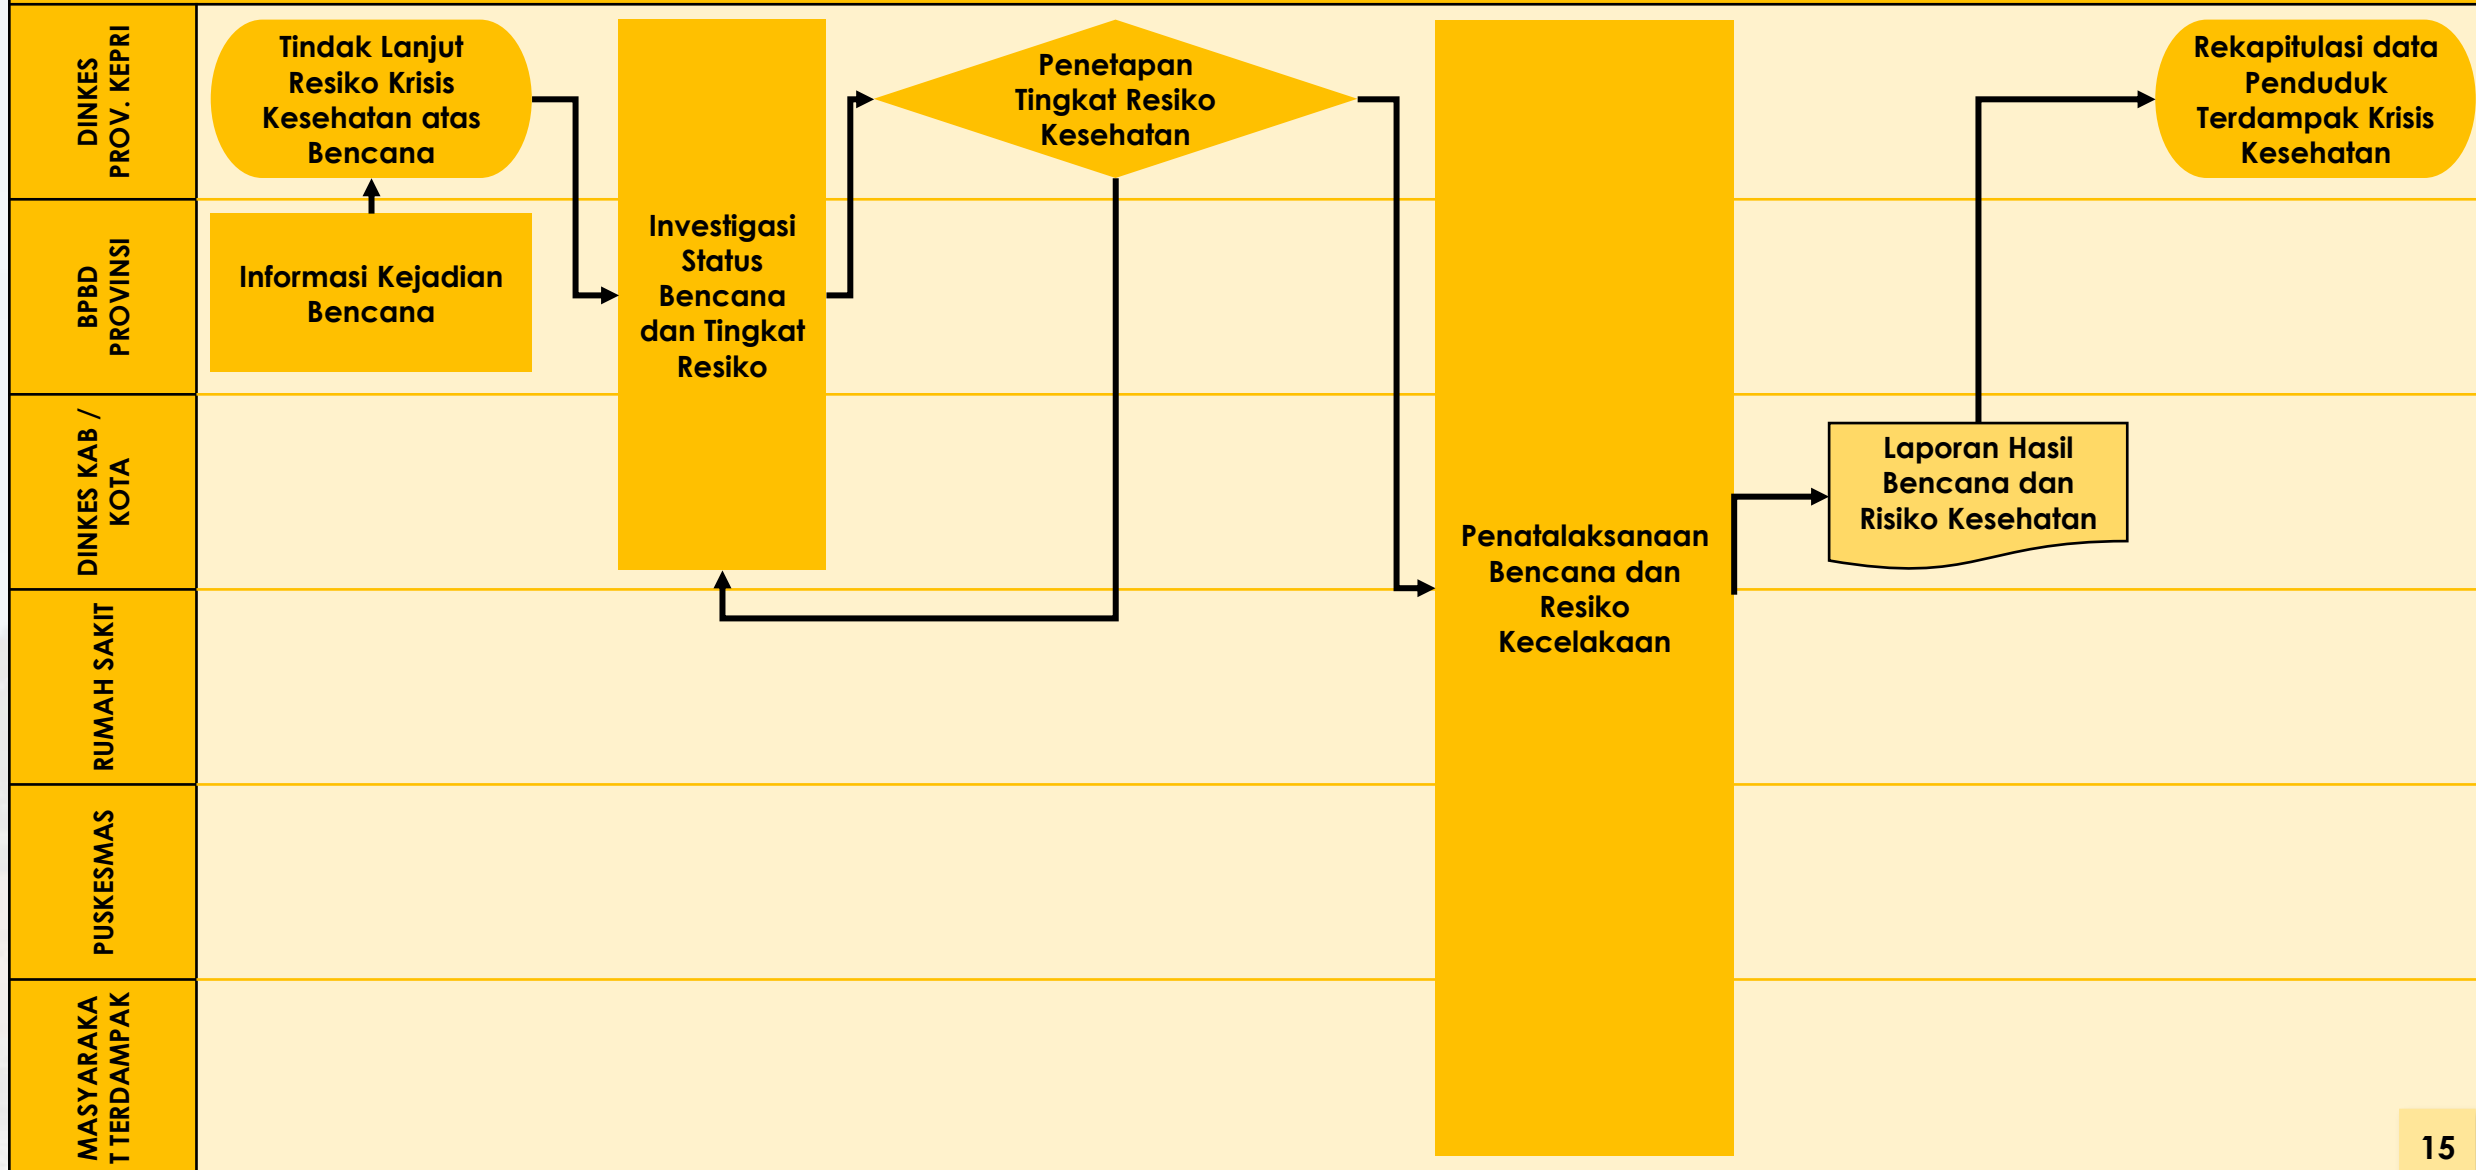 DINKES
PROV. KEPRI
Tindak Lanjut
Resiko Krisis
Kesehatan atas
Bencana
Penetapan
Tingkat Resiko
Kesehatan
Rekapitulasi data
Penduduk
Terdampak Krisis
Kesehatan
BPBD
PROVINSI
Informasi Kejadian
Bencana
Investigasi
Status
Bencana
dan Tingkat
Resiko
DINKES KAB /
KOTA
Laporan Hasil
Bencana dan
Risiko Kesehatan
Penatalaksanaan
Bencana dan
Resiko
Kecelakaan
RUMAH SAKIT
PUSKESMAS
MASYARAKA
T TERDAMPAK
15